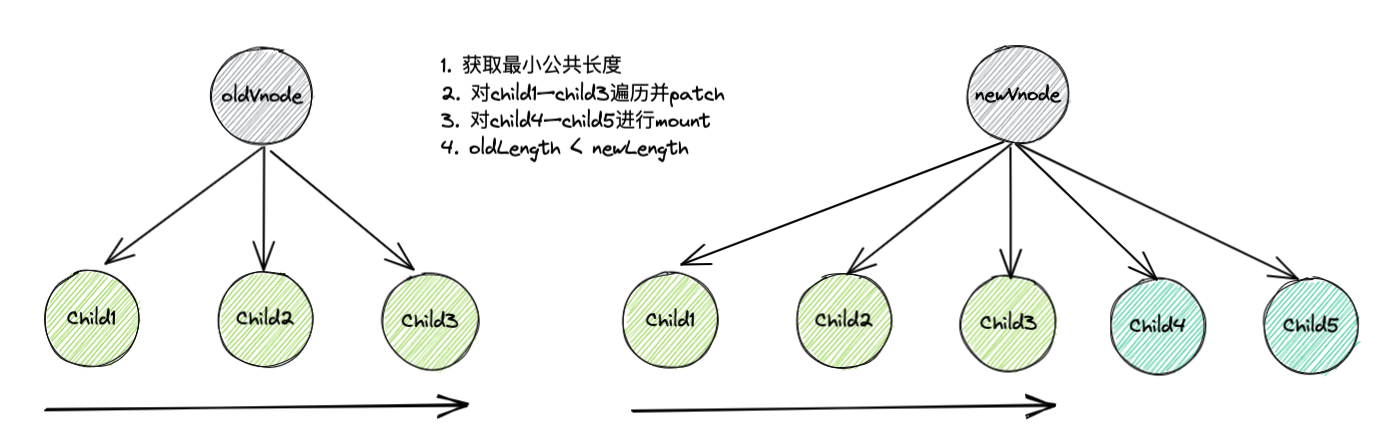 oldVnode
1. 获取最小公共长度
2. 对child1一child3遍历并patch
3. 对child4一child5进行mount
4. oldLength < newLength
newVnode
Child1
Child2
Child3
Child1
Child2
Child3
Child4
Child5